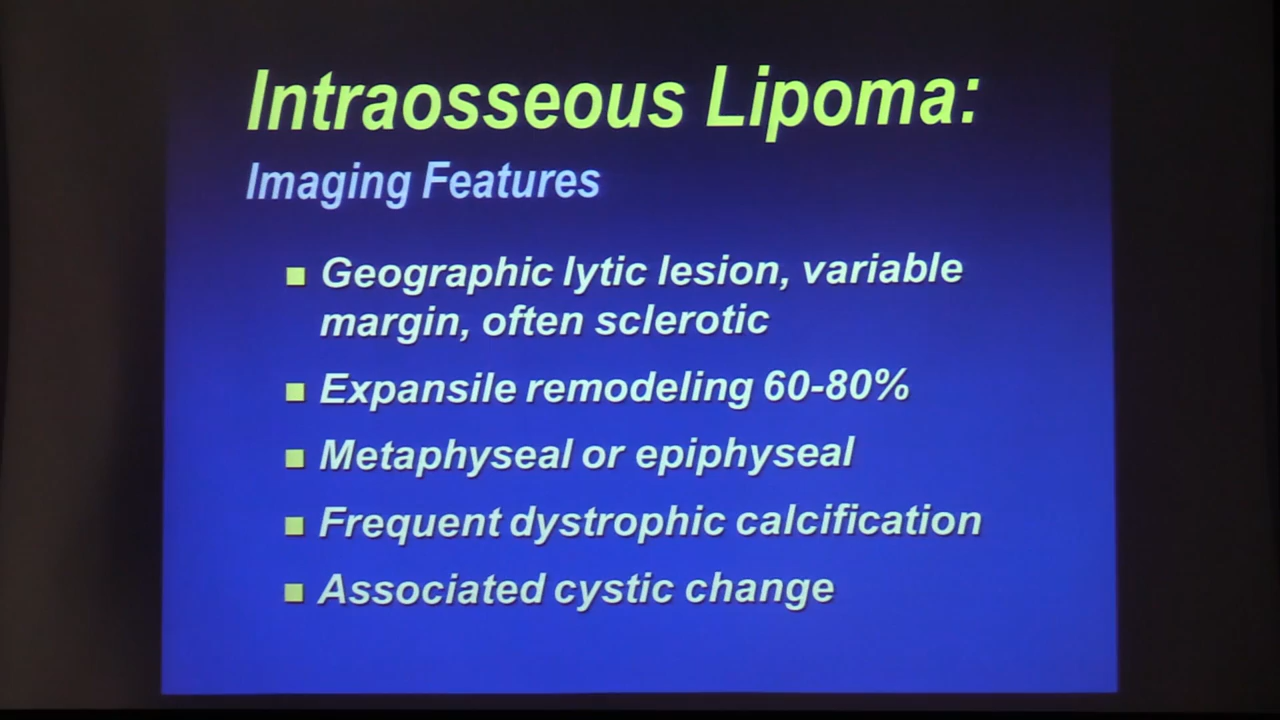 Intraosseous Lipoma:
Imaging Features
■ Geographic lytic lesion, variable
margin, often sclerotic
■ Expansile remodeling 60-80%
■ Metaphyseal or epiphyseal
■ Frequent dystrophic calcification
■ Associated cystic change